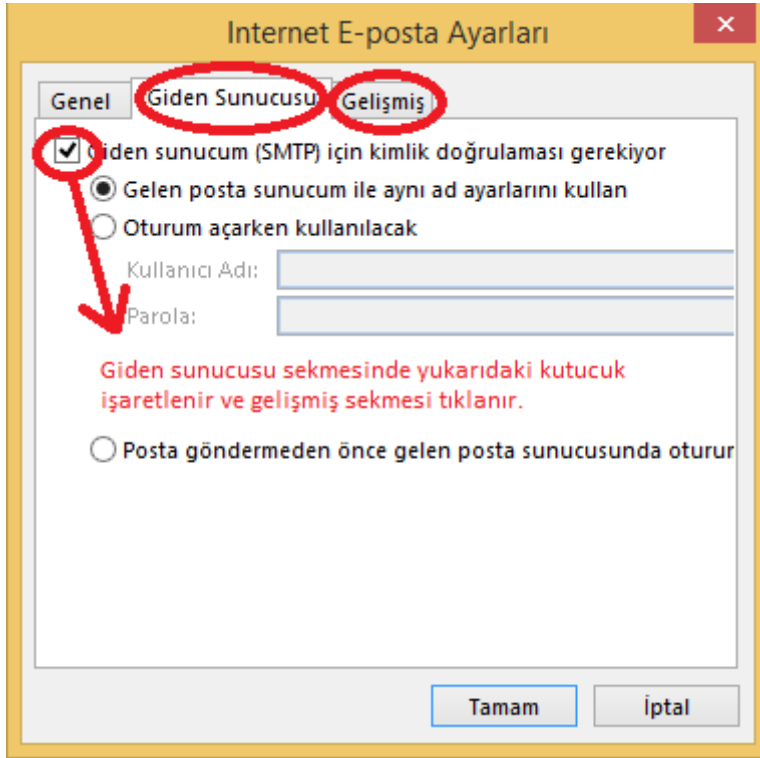 Internet E-posta Ayarları
Genel Giden Sunucusu Gelişmiş
Giden sunucum (SMTP) için kimlik doğrulaması gerekiyor
Gelen posta sunucum ile aynı ad ayarlarını kullan
Oturum açarken kullanılacak
Kullanıcı Adı:
Parola:
Giden sunucusu sekmesinde yukarıdaki kutucuk
işaretlenir ve gelişmiş sekmesi tıklanır.
Posta göndermeden önce gelen posta sunucusunda oturur
Tamam İptal